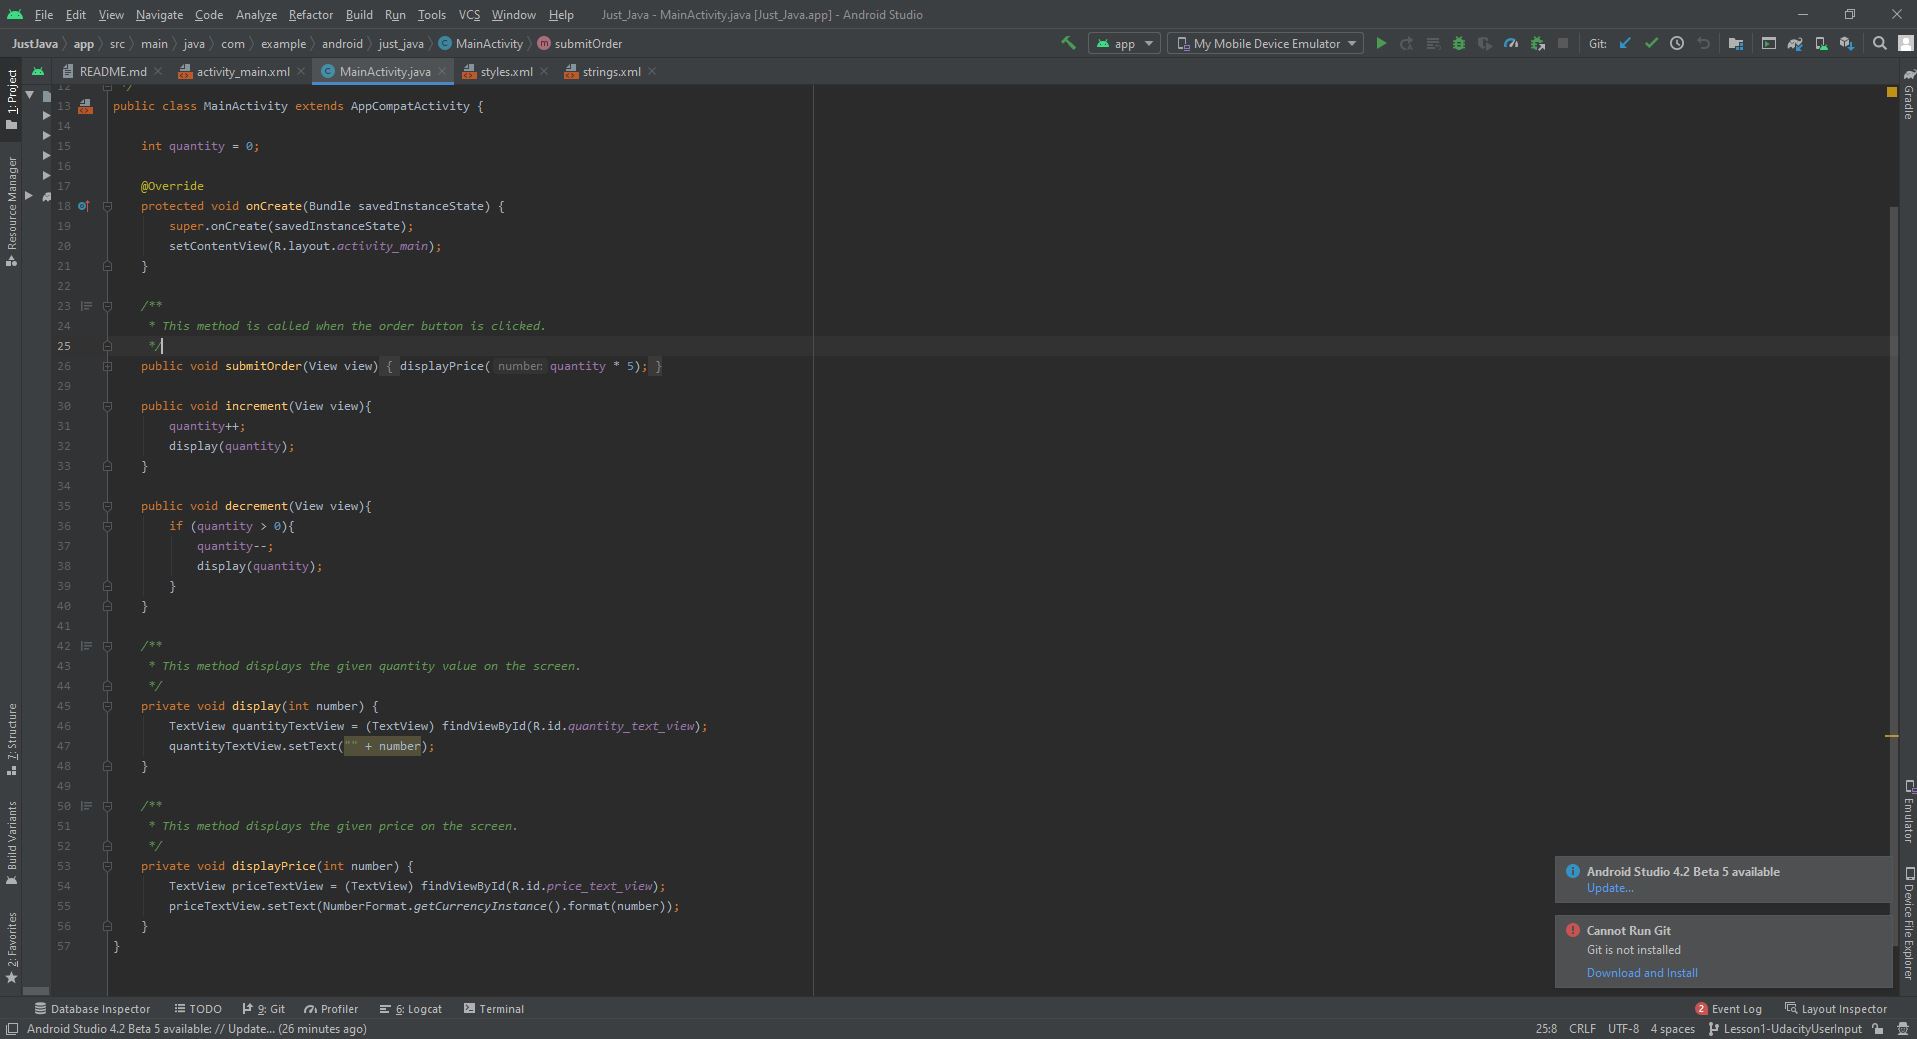 File Edit View Navigate Code Analyze Refactor Build Run Tools VCS Window Help Just_Java - MainActivity.java [Just_Java.app] - Android Studio
JustJava app src main java com example android just_java C MainActivity m submitOrder app My Mobile Device Emulator Git:
README.md activity_main.xml C MainActivity.java styles.xml strings.xml
1: Project
Resource Manager
7: Structure
Build Variants
2: Favorites
12 */
13 public class MainActivity extends AppCompatActivity {
14
15 int quantity = 0;
16
17 @Override
18 protected void onCreate(Bundle savedInstanceState) {
19 super.onCreate(savedInstanceState);
20 setContentView(R.layout.activity_main);
21 }
22
23 /**
24 * This method is called when the order button is clicked.
25 */
26 public void submitOrder(View view) { displayPrice( number: quantity * 5); }
29
30 public void increment(View view){
31 quantity++;
32 display(quantity);
33 }
34
35 public void decrement(View view){
36 if (quantity > 0){
37 quantity--;
38 display(quantity);
39 }
40 }
41
42 /**
43 * This method displays the given quantity value on the screen.
44 */
45 private void display(int number) {
46 TextView quantityTextView = (TextView) findViewById(R.id.quantity_text_view);
47 quantityTextView.setText("" + number);
48 }
49
50 /**
51 * This method displays the given price on the screen.
52 */
53 private void displayPrice(int number) {
54 TextView priceTextView = (TextView) findViewById(R.id.price_text_view);
55 priceTextView.setText(NumberFormat.getCurrencyInstance().format(number));
56 }
57 }
Gradle
Emulator
Device File Explorer
Android Studio 4.2 Beta 5 available
Update...
Cannot Run Git
Git is not installed
Download and Install
Database Inspector TODO 9: Git Profiler 6: Logcat Terminal 2 Event Log Layout Inspector
Android Studio 4.2 Beta 5 available: // Update... (26 minutes ago) 25:8 CRLF UTF-8 4 spaces Lesson1-UdacityUserInput